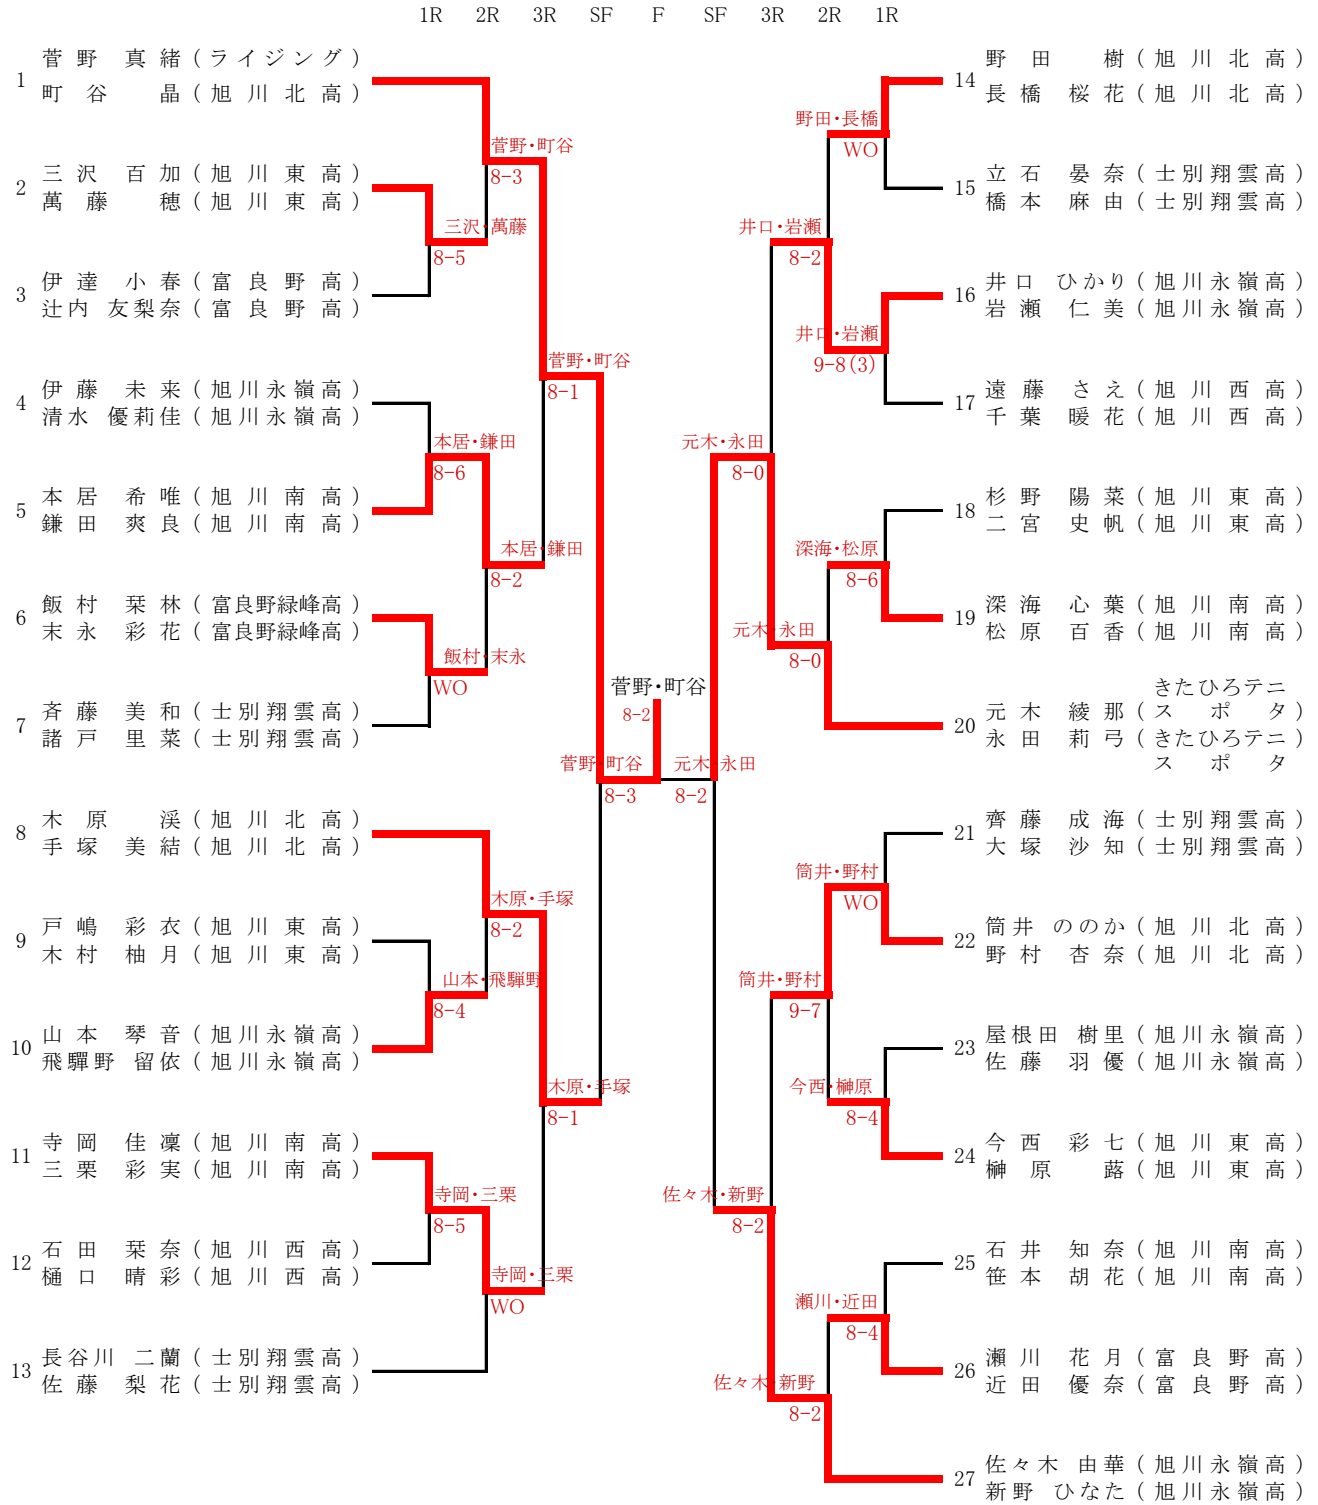 1R 2R 3R SF F SF 3R 2R 1R
1
菅野 真緒 (ライジング)
町谷 晶 (旭川北高)
2
三沢 百加 (旭川東高)
萬藤 穂 (旭川東高)
3
伊達 小春 (富良野高)
辻内 友梨奈 (富良野高)
4
伊藤 未来 (旭川永嶺高)
清水 優莉佳 (旭川永嶺高)
5
本居 希唯 (旭川南高)
鎌田 爽良 (旭川南高)
6
飯村 栞林 (富良野緑峰高)
末永 彩花 (富良野緑峰高)
7
斉藤 美和 (士別翔雲高)
諸戸 里菜 (士別翔雲高)
8
木原 渓 (旭川北高)
手塚 美結 (旭川北高)
9
戸嶋 彩衣 (旭川東高)
木村 柚月 (旭川東高)
10
山本 琴音 (旭川永嶺高)
飛驒野 留依 (旭川永嶺高)
11
寺岡 佳凜 (旭川南高)
三栗 彩実 (旭川南高)
12
石田 栞奈 (旭川西高)
樋口 晴彩 (旭川西高)
13
長谷川 二蘭 (士別翔雲高)
佐藤 梨花 (士別翔雲高)
三沢・萬藤
8-5
本居・鎌田
8-6
飯村・末永
WO
山本・飛騨野
8-4
寺岡・三栗
8-5
菅野・町谷
8-3
本居・鎌田
8-2
木原・手塚
8-2
寺岡・三栗
WO
菅野・町谷
8-1
木原・手塚
8-1
菅野・町谷
8-3
菅野・町谷
8-2
元木・永田
8-2
元木・永田
8-0
佐々木・新野
8-2
井口・岩瀬
8-2
元木・永田
8-0
筒井・野村
9-7
佐々木・新野
8-2
野田・長橋
WO
井口・岩瀬
9-8(3)
深海・松原
8-6
筒井・野村
WO
今西・榊原
8-4
瀬川・近田
8-4
14
野田 樹 (旭川北高)
長橋 桜花 (旭川北高)
15
立石 晏奈 (士別翔雲高)
橋本 麻由 (士別翔雲高)
16
井口 ひかり (旭川永嶺高)
岩瀬 仁美 (旭川永嶺高)
17
遠藤 さえ (旭川西高)
千葉 暖花 (旭川西高)
18
杉野 陽菜 (旭川東高)
二宮 史帆 (旭川東高)
19
深海 心葉 (旭川南高)
松原 百香 (旭川南高)
20
きたひろテニ
元木 綾那 (スポタ)
永田 莉弓 (きたひろテニ)
スポタ
21
齊藤 成海 (士別翔雲高)
大塚 沙知 (士別翔雲高)
22
筒井 ののか (旭川北高)
野村 杏奈 (旭川北高)
23
屋根田 樹里 (旭川永嶺高)
佐藤 羽優 (旭川永嶺高)
24
今西 彩七 (旭川東高)
榊原 蕗 (旭川東高)
25
石井 知奈 (旭川南高)
笹本 胡花 (旭川南高)
26
瀬川 花月 (富良野高)
近田 優奈 (富良野高)
27
佐々木 由華 (旭川永嶺高)
新野 ひなた (旭川永嶺高)